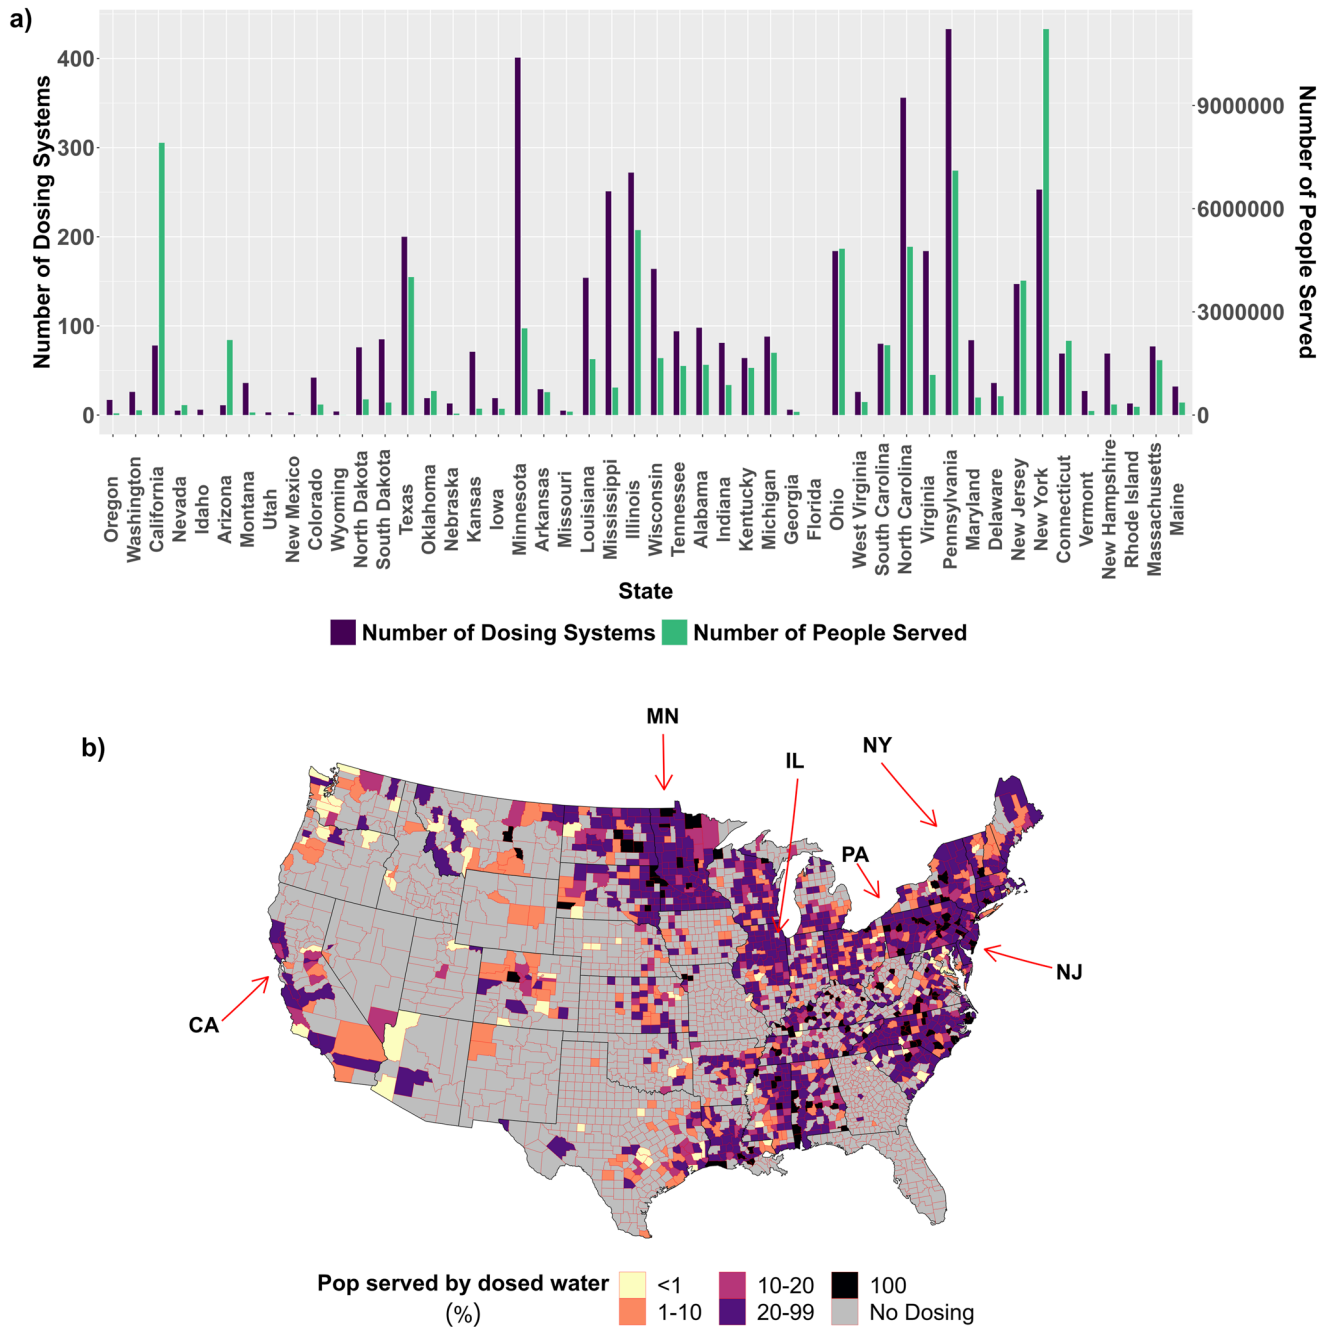 a)
Number of Dosing Systems
400
300
200
100
0
9000000
6000000
3000000
0
Number of People Served
Oregon
Washington
California
Nevada
Idaho
Arizona
Montana
Utah
New Mexico
Colorado
Wyoming
North Dakota
South Dakota
Texas
Oklahoma
Nebraska
Kansas
Iowa
Minnesota
Arkansas
Missouri
Louisiana
Mississippi
Illinois
Wisconsin
Tennessee
Alabama
Indiana
Kentucky
Michigan
Georgia
Florida
Ohio
West Virginia
South Carolina
North Carolina
Virginia
Pennsylvania
Maryland
Delaware
New Jersey
New York
Connecticut
Vermont
New Hampshire
Rhode Island
Massachusetts
Maine
State
Number of Dosing Systems Number of People Served
b)
MN
IL
NY
PA
NJ
CA
Pop served by dosed water
(%)
<1 10-20 100
1-10 20-99 No Dosing